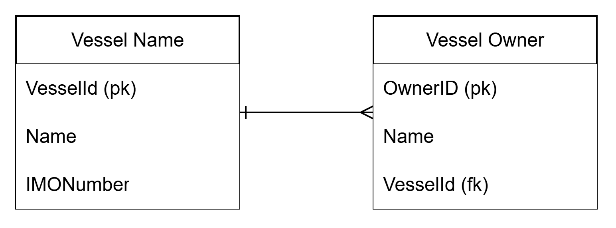 Vessel Name
VesselId (pk)
Name
IMONumber
Vessel Owner
OwnerID (pk)
Name
VesselId (fk)